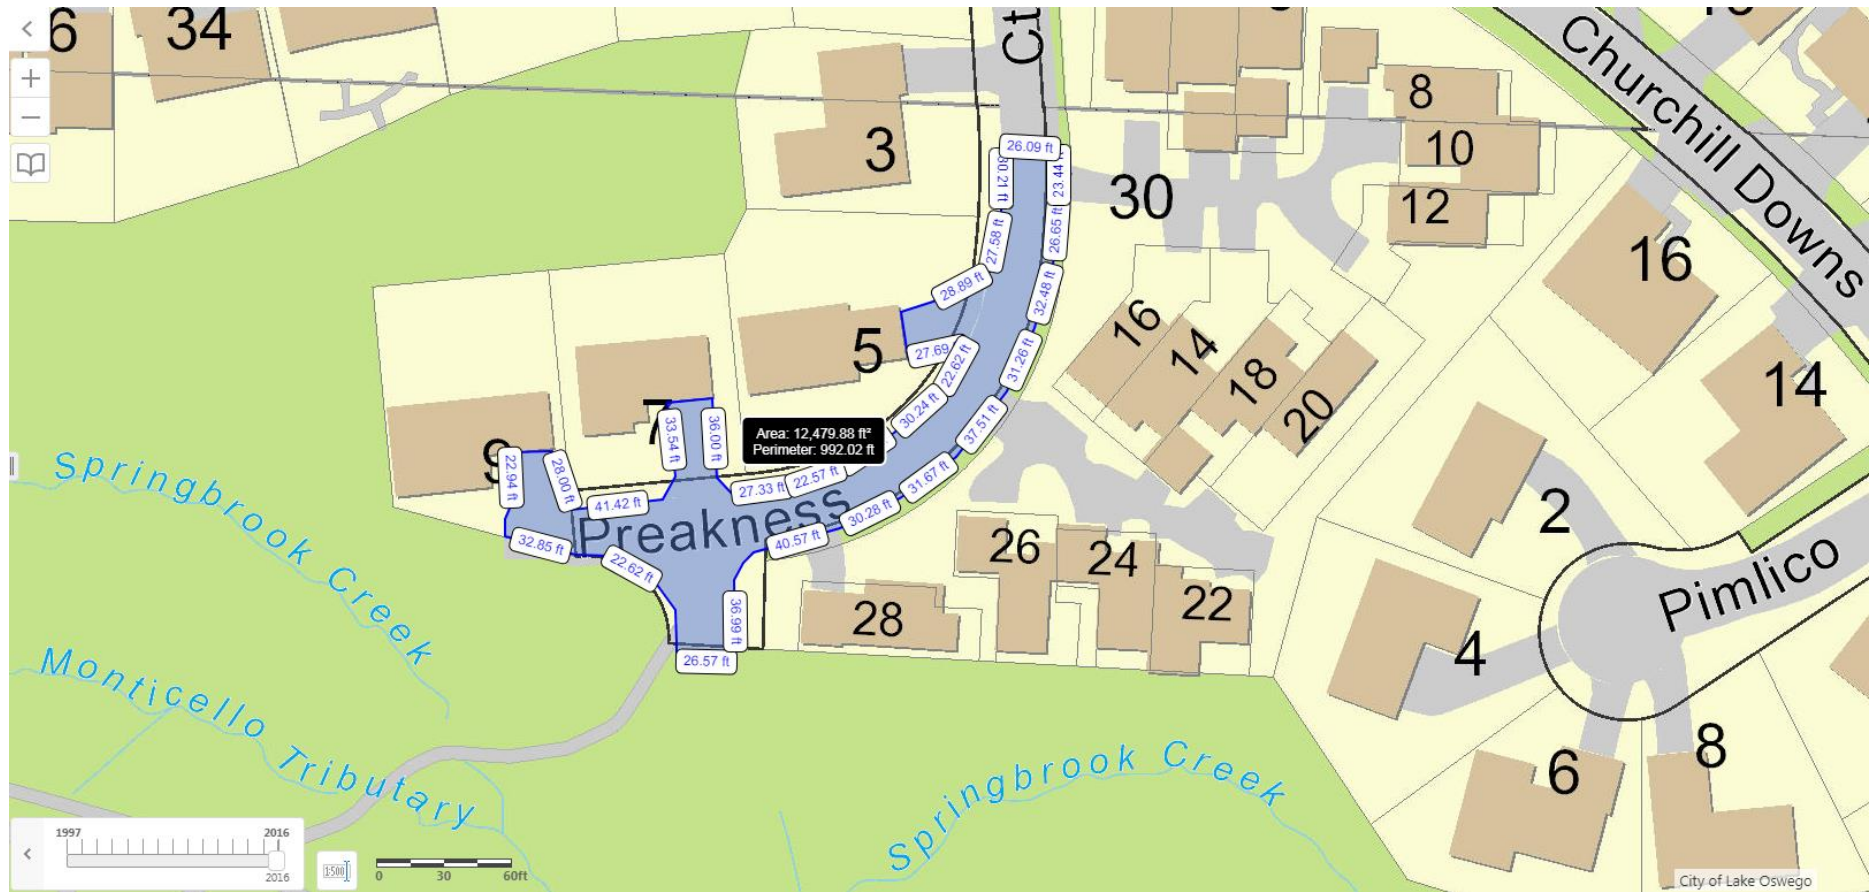 6
34
3
Ct
8
10
12
30
Churchill Downs
16
14
26.09 ft
30.21 ft
23.44 ft
27.58 ft
26.65 ft
28.89 ft
32.48 ft
5
27.69
22.62 ft
31.26 ft
16
14
18
20
7
33.54 ft
36.00 ft
30.24 ft
37.51 ft
Area: 12,479.88 ft²
Perimeter: 992.02 ft
9
22.94 ft
28.00 ft
41.42 ft
27.33 ft
22.57 ft
31.67 ft
30.28 ft
Preakness
40.57 ft
32.85 ft
22.62 ft
36.99 ft
26.57 ft
26
24
22
28
2
4
6
8
Pimlico
Springbrook Creek
Monticello Tributary
Springbrook Creek
1997
2016
2016
1:500
0
30
60ft
City of Lake Oswego